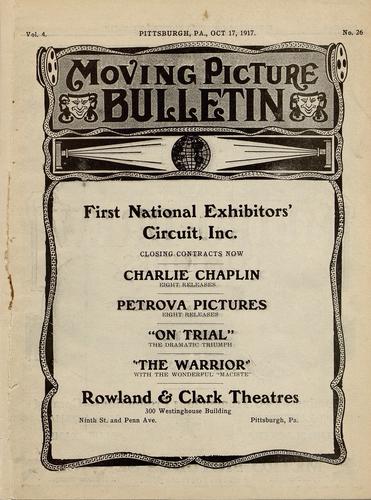 Vol. 4. PITTSBURGH, PA., OCT 17, 1917. No. 26
MOVING PICTURE
BULLETIN
First National Exhibitors'
Circuit, Inc.
CLOSING CONTRACTS NOW
CHARLIE CHAPLIN
EIGHT RELEASES
PETROVA PICTURES
EIGHT RELEASES
"ON TRIAL"
THE DRAMATIC TRIUMPH
"THE WARRIOR"
WITH THE WONDERFUL "MACISTE"
Rowland & Clark Theatres
300 Westinghouse Building
Ninth St. and Penn Ave. Pittsburgh, Pa.